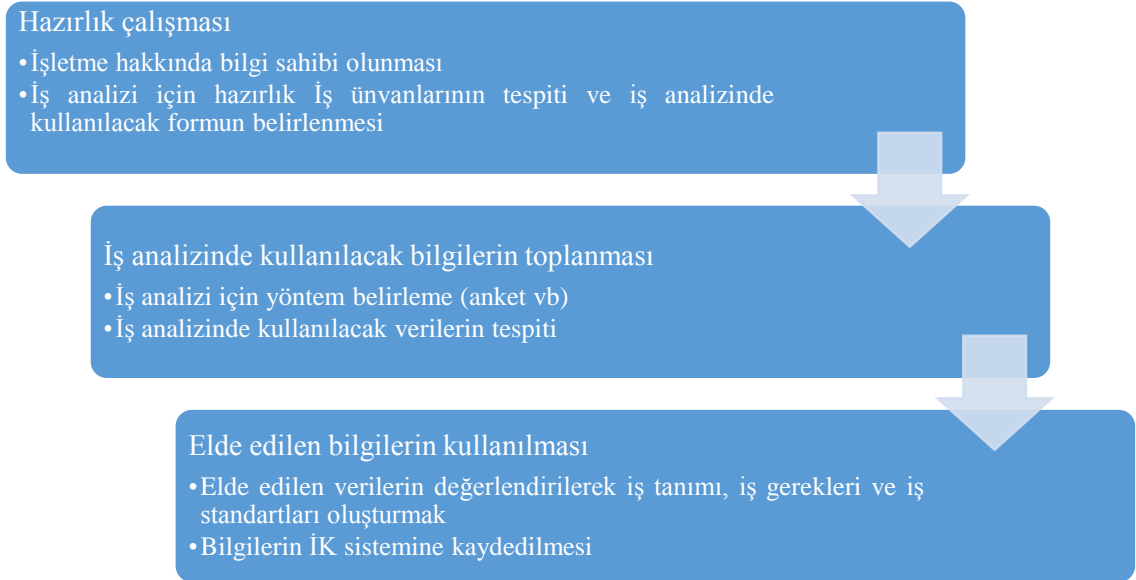 Hazırlık çalışması
•İşletme hakkında bilgi sahibi olunması
•İş analizi için hazırlık İş ünvanlarının tespiti ve iş analizinde
kullanılacak formun belirlenmesi
İş analizinde kullanılacak bilgilerin toplanması
•İş analizi için yöntem belirleme (anket vb)
•İş analizinde kullanılacak verilerin tespiti
Elde edilen bilgilerin kullanılması
•Elde edilen verilerin değerlendirilerek iş tanımı, iş gerekleri ve iş
standartları oluşturmak
•Bilgilerin İK sistemine kaydedilmesi